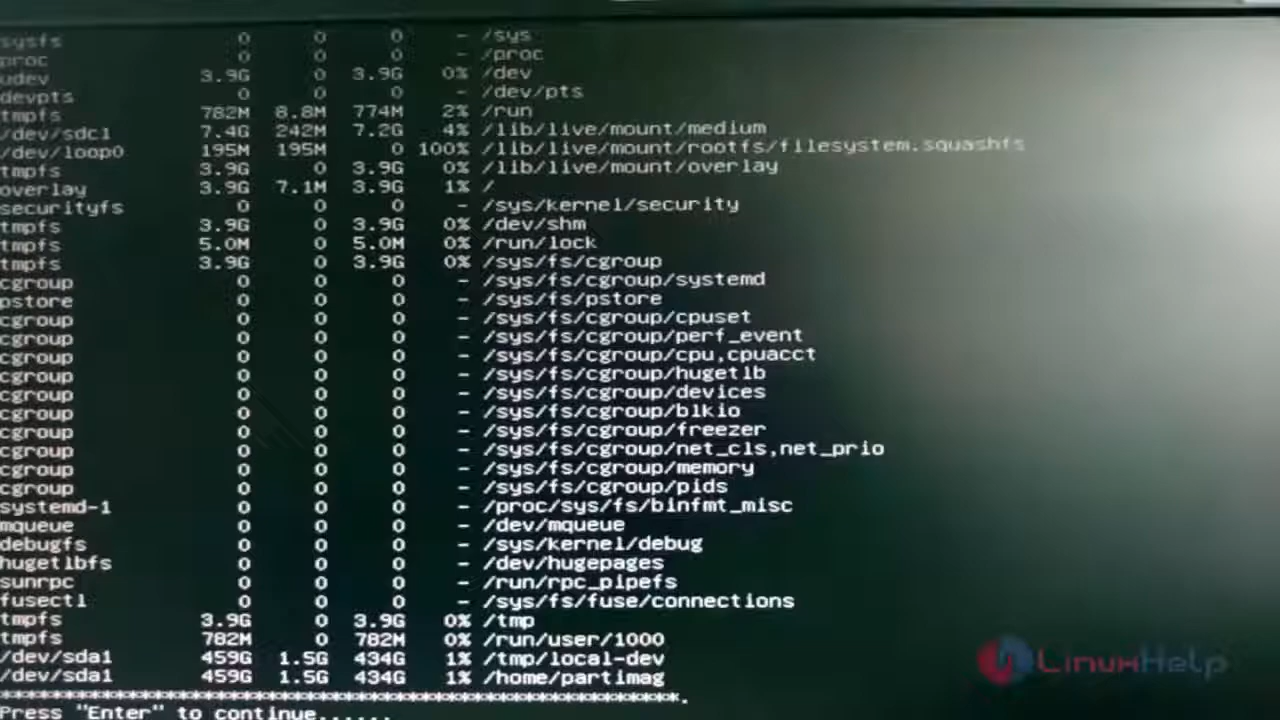 sysfs 0 0 0 - /sys
proc 0 0 0 - /proc
udev 3.9G 0 3.9G 0% /dev
devpts 0 0 0 - /dev/pts
tmpfs 782M 8.8M 774M 2% /run
/dev/sdc1 7.4G 242M 7.2G 4% /lib/live/mount/medium
/dev/loop0 195M 195M 0 100% /lib/live/mount/rootfs/filesystem.squashfs
tmpfs 3.9G 0 3.9G 0% /lib/live/mount/overlay
overlay 3.9G 7.1M 3.9G 1% /
securityfs 0 0 0 - /sys/kernel/security
tmpfs 3.9G 0 3.9G 0% /dev/shm
tmpfs 5.0M 0 5.0M 0% /run/lock
tmpfs 3.9G 0 3.9G 0% /sys/fs/cgroup
cgroup 0 0 0 - /sys/fs/cgroup/systemd
pstore 0 0 0 - /sys/fs/pstore
cgroup 0 0 0 - /sys/fs/cgroup/cpuset
cgroup 0 0 0 - /sys/fs/cgroup/perf_event
cgroup 0 0 0 - /sys/fs/cgroup/cpu,cpuacct
cgroup 0 0 0 - /sys/fs/cgroup/hugetlb
cgroup 0 0 0 - /sys/fs/cgroup/devices
cgroup 0 0 0 - /sys/fs/cgroup/blkio
cgroup 0 0 0 - /sys/fs/cgroup/freezer
cgroup 0 0 0 - /sys/fs/cgroup/net_cls,net_prio
cgroup 0 0 0 - /sys/fs/cgroup/memory
cgroup 0 0 0 - /sys/fs/cgroup/pids
systemd-1 0 0 0 - /proc/sys/fs/binfmt_misc
mqueue 0 0 0 - /dev/mqueue
debugfs 0 0 0 - /sys/kernel/debug
hugetlbfs 0 0 0 - /dev/hugepages
sunrpc 0 0 0 - /run/rpc_pipefs
fusectl 0 0 0 - /sys/fs/fuse/connections
tmpfs 3.9G 0 3.9G 0% /tmp
tmpfs 782M 0 782M 0% /run/user/1000
/dev/sda1 459G 1.5G 434G 1% /tmp/local-dev
/dev/sda1 459G 1.5G 434G 1% /home/partimag
*****************************************************.
Press "Enter" to continue......
LinuxHelp